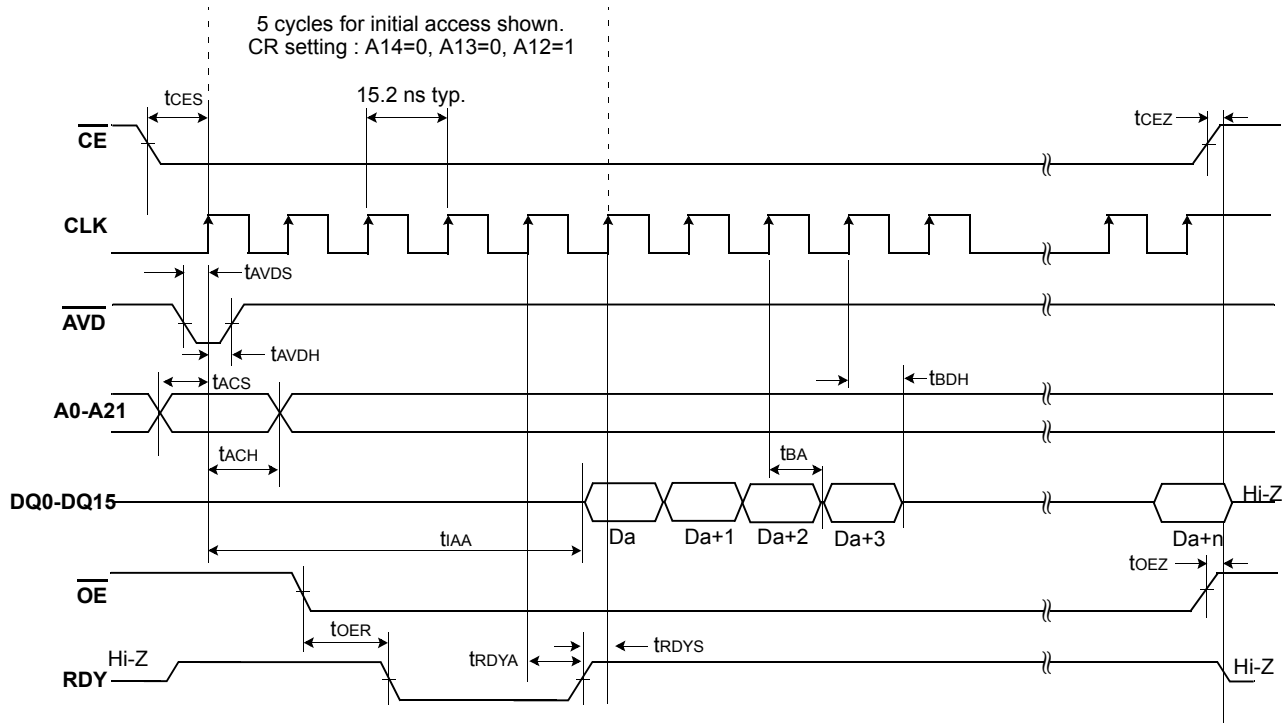 5 cycles for initial access shown.
CR setting : A14=0, A13=0, A12=1
tCES
15.2 ns typ.
tCEZ
CE
CLK
tAVDS
AVD
tAVDH
tACS
tBDH
A0-A21
tACH
tBA
DQ0-DQ15
Hi-Z
tIAA
Da
Da+1
Da+2
Da+3
Da+n
tOEZ
OE
tOER
Hi-Z
tRDYA
tRDYS
Hi-Z
RDY